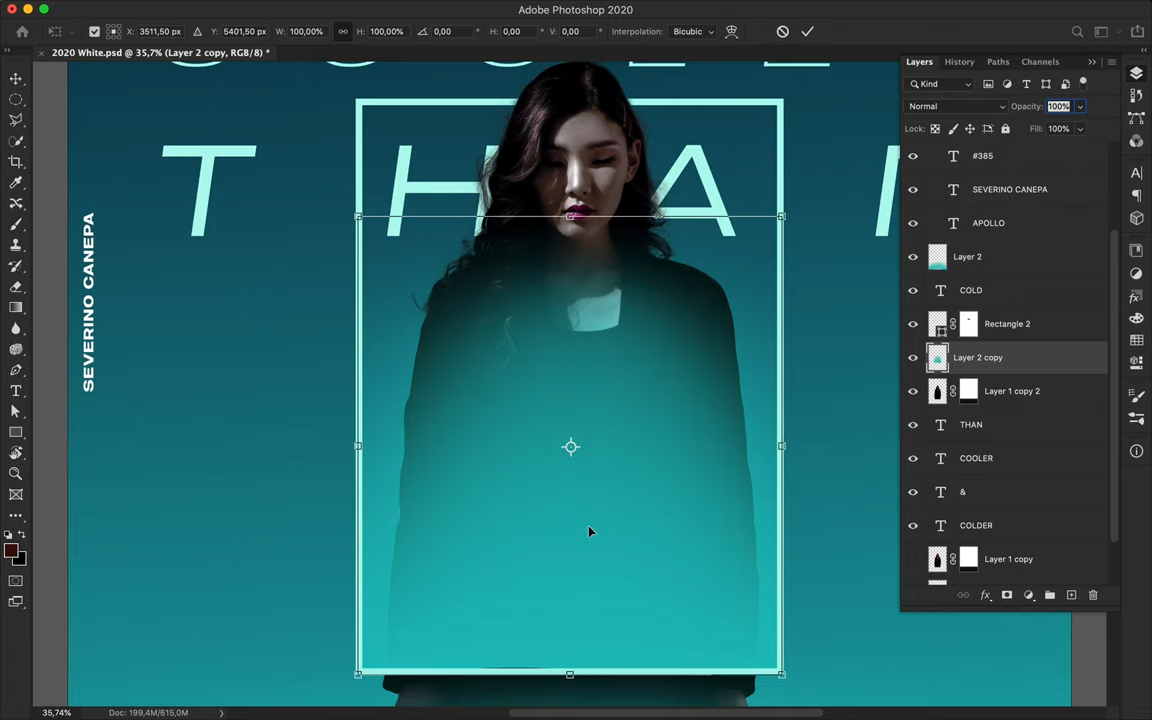 Adobe Photoshop 2020
X: 3511,50 px Y: 5401,50 px W: 100,00% H: 100,00% 0,00 ° H: 0,00 ° V: 0,00 ° Interpolation: Bicubic
× 2020 White.psd @ 35,7% (Layer 2 copy, RGB/8) *
T H A
SEVERINO CANEPA
Layers History Paths Channels
Kind
Normal Opacity: 100%
Lock: Fill: 100%
T #385
T SEVERINO CANEPA
T APOLLO
Layer 2
T COLD
Rectangle 2
Layer 2 copy
Layer 1 copy 2
T THAN
T COOLER
T &
T COLDER
Layer 1 copy
fx
35,74% Doc: 199,4M/615,0M